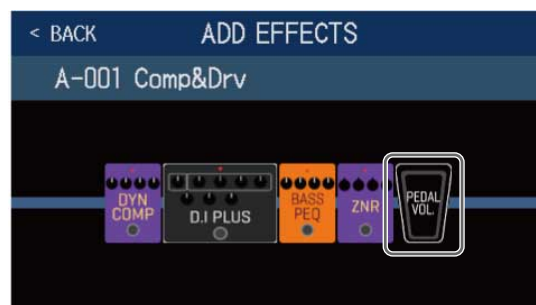 < BACK ADD EFFECTS
A-001 Comp&Drv
DYN
COMP
D.I PLUS
BASS
PEQ
ZNR
PEDAL
VOL.